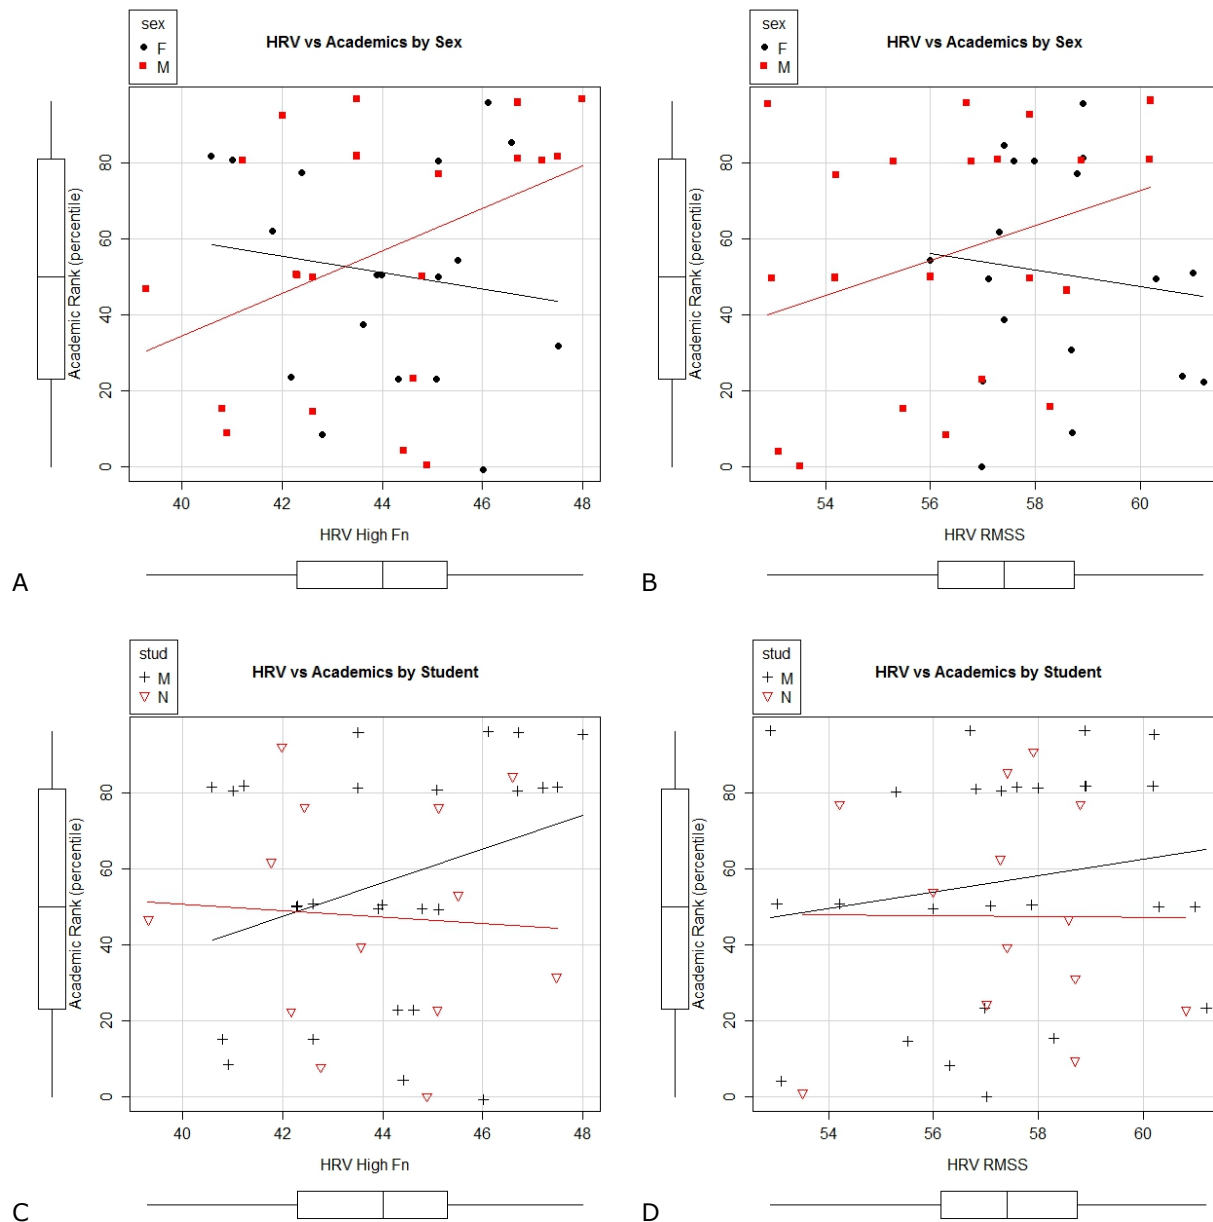 sex
F
M
HRV vs Academics by Sex
Academic Rank (percentile)
80
60
40
20
0
40 42 44 46 48
HRV High Fn
A
sex
F
M
HRV vs Academics by Sex
Academic Rank (percentile)
80
60
40
20
0
54 56 58 60
HRV RMSS
B
stud
M
N
HRV vs Academics by Student
Academic Rank (percentile)
80
60
40
20
0
40 42 44 46 48
HRV High Fn
C
stud
M
N
HRV vs Academics by Student
Academic Rank (percentile)
80
60
40
20
0
54 56 58 60
HRV RMSS
D